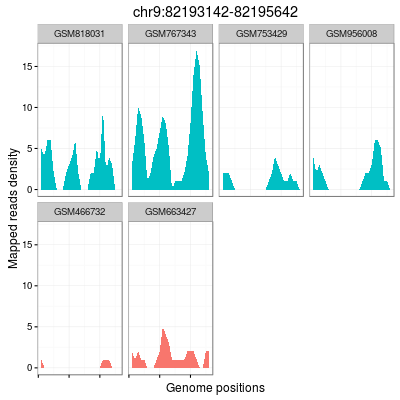 chr9:82193142-82195642
GSM818031 GSM767343 GSM753429 GSM956008
15
10
5
0
GSM466732 GSM663427
15
10
5
0
Mapped reads density
Genome positions